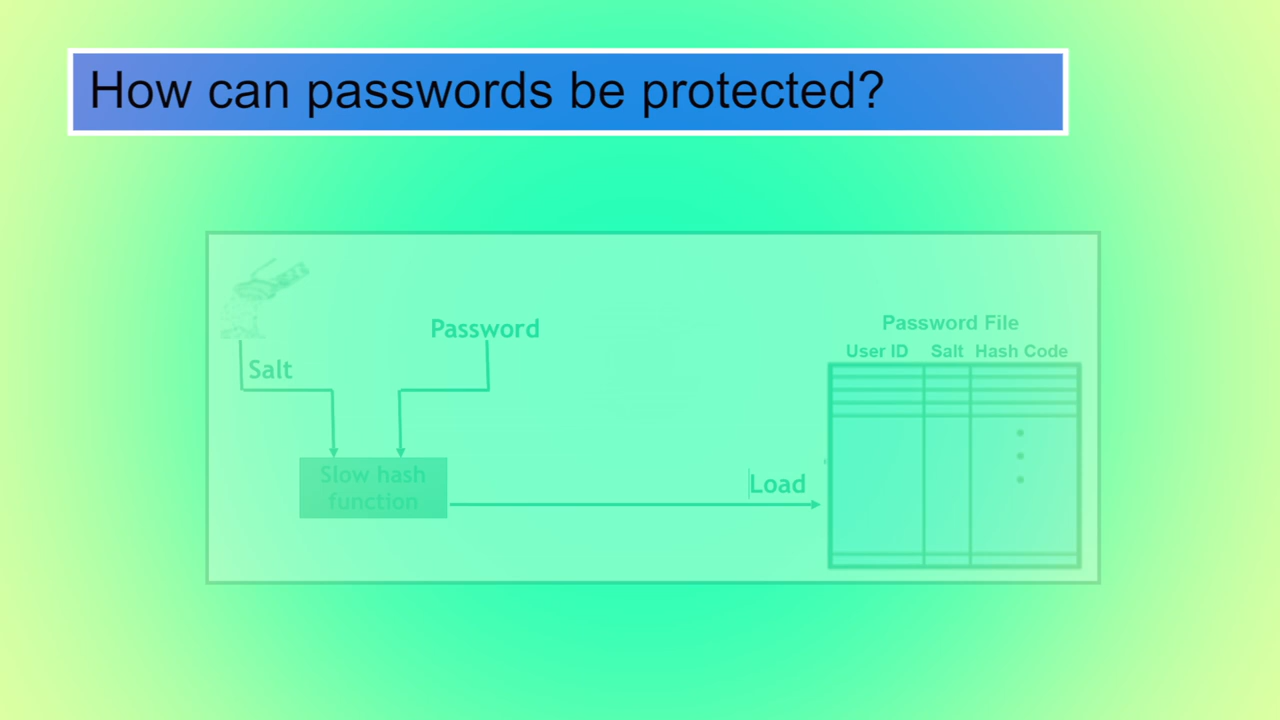 How can passwords be protected?
Password File
Password
User ID Salt Hash Code
Salt
Slow hash
function
Load